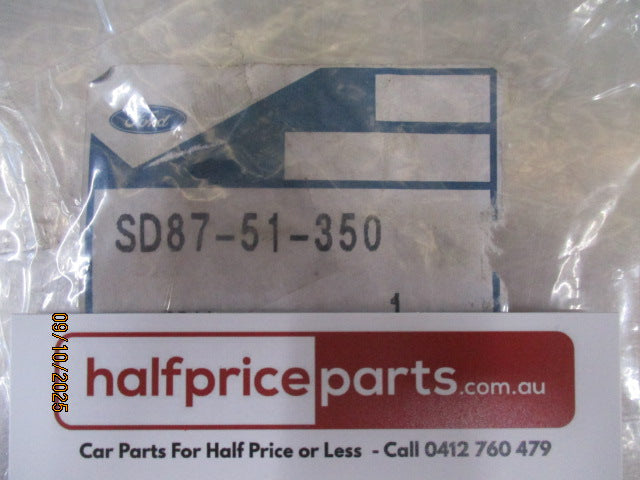 Ford
SD87-51-350
1
halfpriceparts.com.au
Car Parts For Half Price or Less - Call 0412 760 479
09/10/2025